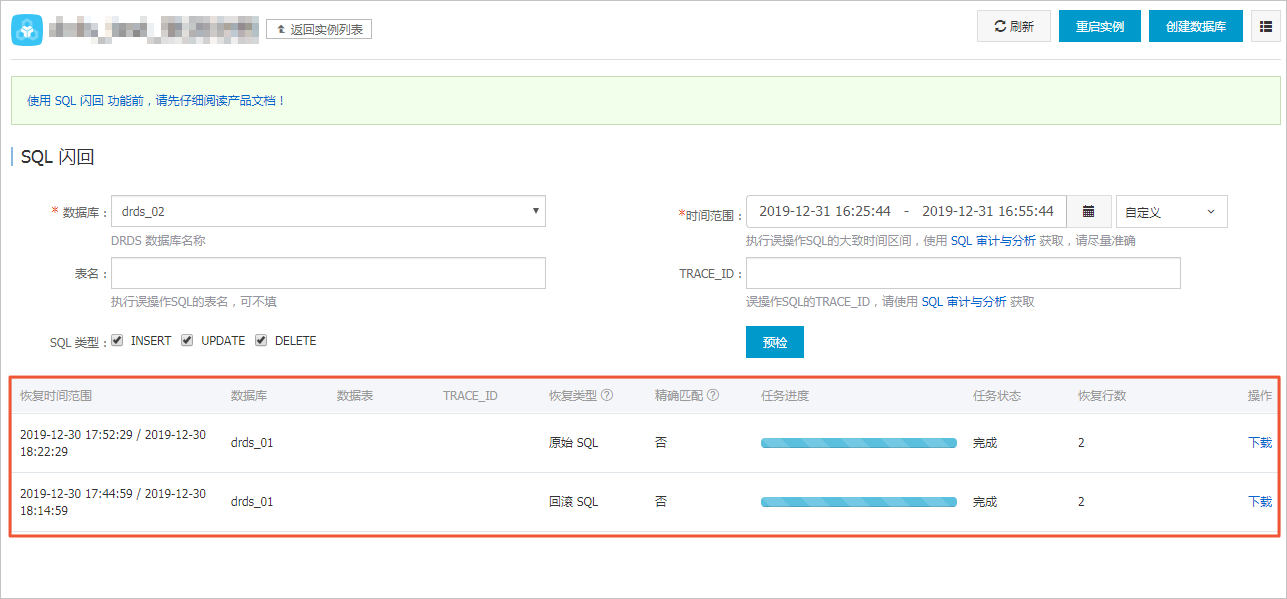 返回实例列表
刷新
重启实例
创建数据库
使用 SQL 闪回 功能前，请先仔细阅读产品文档！
SQL 闪回
* 数据库：
drds_02
DRDS 数据库名称
*时间范围：
2019-12-31 16:25:44 - 2019-12-31 16:55:44
自定义
执行误操作SQL的大致时间区间，使用 SQL 审计与分析 获取，请尽量准确
表名：
执行误操作SQL的表名，可不填
TRACE_ID：
误操作SQL的TRACE_ID，请使用 SQL 审计与分析 获取
SQL 类型：
INSERT UPDATE DELETE
预检
恢复时间范围 数据库 数据表 TRACE_ID 恢复类型 ? 精确匹配 ? 任务进度 任务状态 恢复行数 操作
2019-12-30 17:52:29 / 2019-12-30
18:22:29
drds_01 原始 SQL 否 完成 2 下载
2019-12-30 17:44:59 / 2019-12-30
18:14:59
drds_01 回滚 SQL 否 完成 2 下载